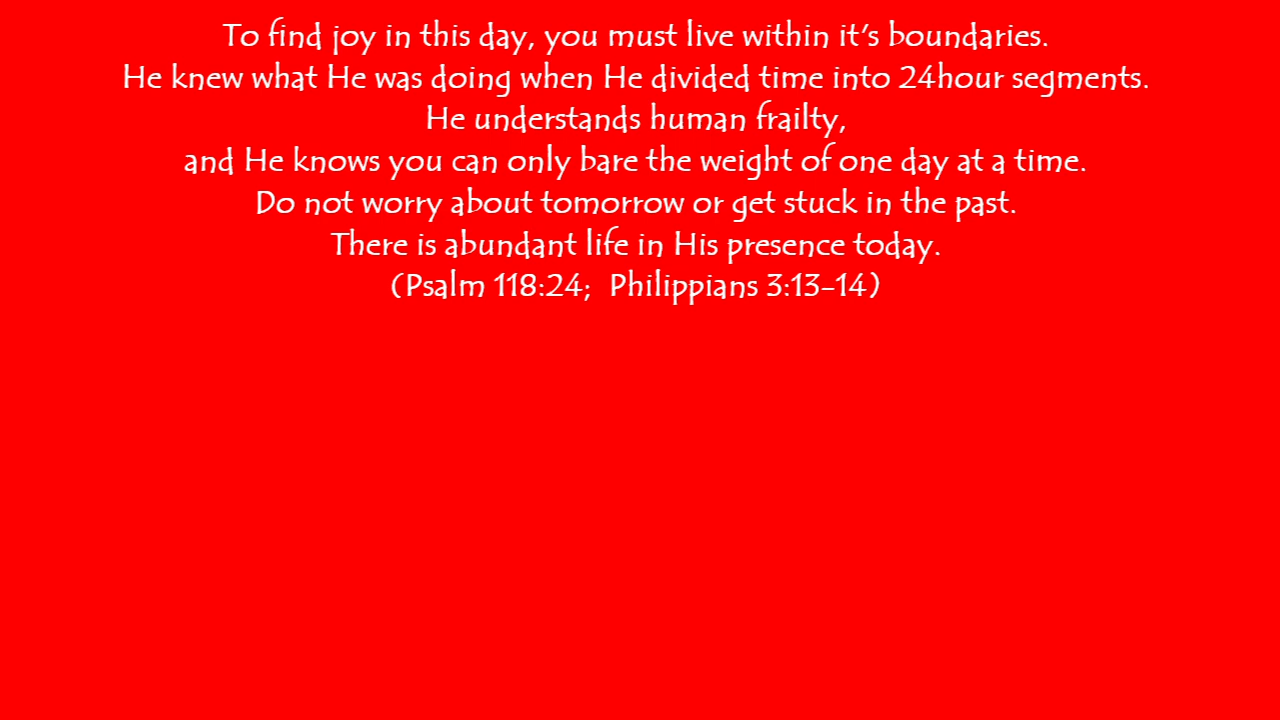 To find joy in this day, you must live within it's boundaries.
He knew what He was doing when He divided time into 24hour segments.
He understands human frailty,
and He knows you can only bare the weight of one day at a time.
Do not worry about tomorrow or get stuck in the past.
There is abundant life in His presence today.
(Psalm 118:24;  Philippians 3:13-14)